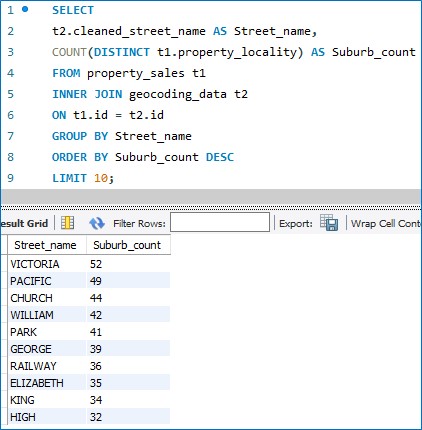 1 SELECT
2 t2.cleaned_street_name AS Street_name,
3 COUNT(DISTINCT t1.property_locality) AS Suburb_count
4 FROM property_sales t1
5 INNER JOIN geocoding_data t2
6 ON t1.id = t2.id
7 GROUP BY Street_name
8 ORDER BY Suburb_count DESC
9 LIMIT 10;
esult Grid Filter Rows: Export: Wrap Cell Conte
Street_name Suburb_count
VICTORIA 52
PACIFIC 49
CHURCH 44
WILLIAM 42
PARK 41
GEORGE 39
RAILWAY 36
ELIZABETH 35
KING 34
HIGH 32